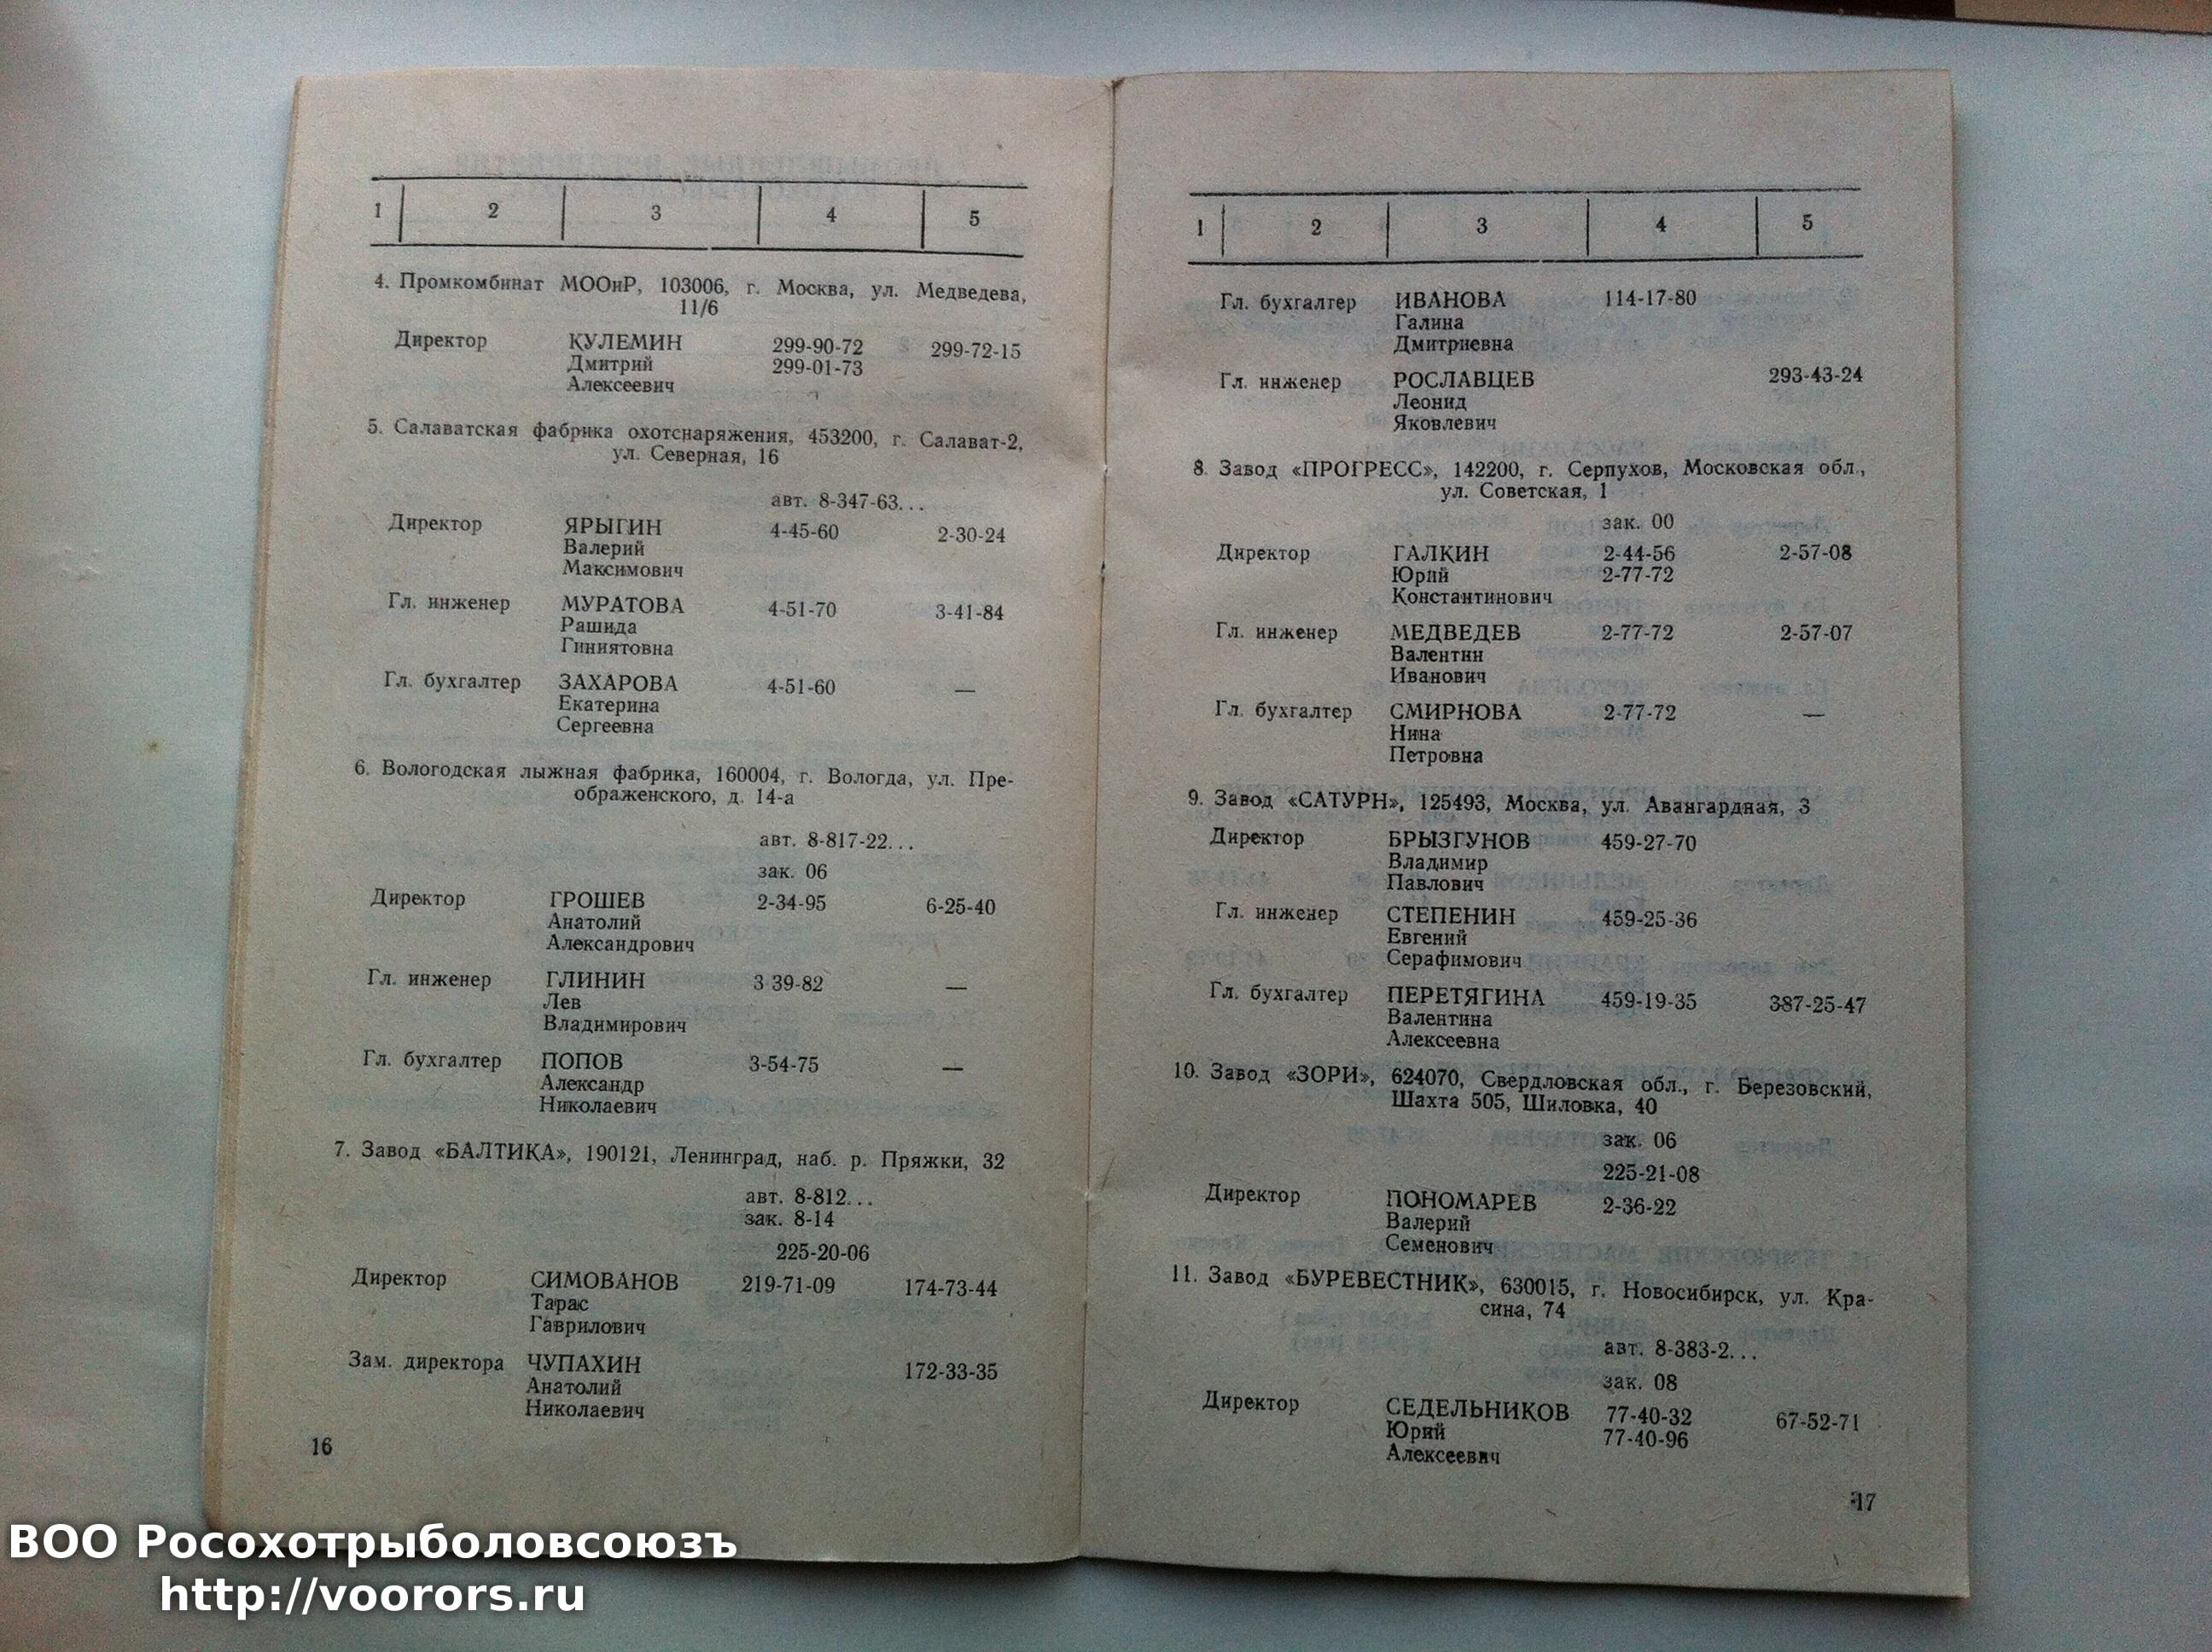 1 2 3 4 5
4. Промкомбинат МООиР, 103006, г. Москва, ул. Медведева,
11/6
Директор КУЛЕМИН 299-90-72 299-72-15
Дмитрий 299-01-73
Алексеевич
5. Салаватская фабрика охотснаряжения, 453200, г. Салават-2,
ул. Северная, 16
авт. 8-347-63...
Директор ЯРЫГИН 4-45-60 2-30-24
Валерий
Максимович
Гл. инженер МУРАТОВА 4-51-70 3-41-84
Рашида
Гиниятовна
Гл. бухгалтер ЗАХАРОВА 4-51-60 —
Екатерина
Сергеевна
6. Вологодская лыжная фабрика, 160004, г. Вологда, ул. Пре-
ображенского, д. 14-а
авт. 8-817-22...
зак. 06
Директор ГРОШЕВ 2-34-95 6-25-40
Анатолий
Александрович
Гл. инженер ГЛИНИН 3 39-82 —
Лев
Владимирович
Гл. бухгалтер ПОПОВ 3-54-75 —
Александр
Николаевич
7. Завод «БАЛТИКА», 190121, Ленинград, наб. р. Пряжки, 32
авт. 8-812...
зак. 8-14
225-20-06
Директор СИМОВАНОВ 219-71-09 174-73-44
Тарас
Гаврилович
Зам. директора ЧУПАХИН 172-33-35
Анатолий
Николаевич
16
1 2 3 4 5
Гл. бухгалтер ИВАНОВА 114-17-80
Галина
Дмитриевна
Гл. инженер РОСЛАВЦЕВ 293-43-24
Леонид
Яковлевич
8. Завод «ПРОГРЕСС», 142200, г. Серпухов, Московская обл.,
ул. Советская, 1
зак. 00
Директор ГАЛКИН 2-44-56 2-57-08
Юрий 2-77-72
Константинович
Гл. инженер МЕДВЕДЕВ 2-77-72 2-57-07
Валентин
Иванович
Гл. бухгалтер СМИРНОВА 2-77-72 —
Нина
Петровна
9. Завод «САТУРН», 125493, Москва, ул. Авангардная, 3
Директор БРЫЗГУНОВ 459-27-70
Владимир
Павлович
Гл. инженер СТЕПЕНИН 459-25-36
Евгений
Серафимович
Гл. бухгалтер ПЕРЕТЯГИНА 459-19-35 387-25-47
Валентина
Алексеевна
10. Завод «ЗОРИ», 624070, Свердловская обл., г. Березовский,
Шахта 505, Шиловка, 40
зак. 06
225-21-08
Директор ПОНОМАРЕВ 2-36-22
Валерий
Семенович
11. Завод «БУРЕВЕСТНИК», 630015, г. Новосибирск, ул. Кра-
сина, 74
авт. 8-383-2...
зак. 08
Директор СЕДЕЛЬНИКОВ 77-40-32 67-52-71
Юрий 77-40-96
Алексеевич
17
ВОО Росохотрыболовсоюзъ
http://voorors.ru